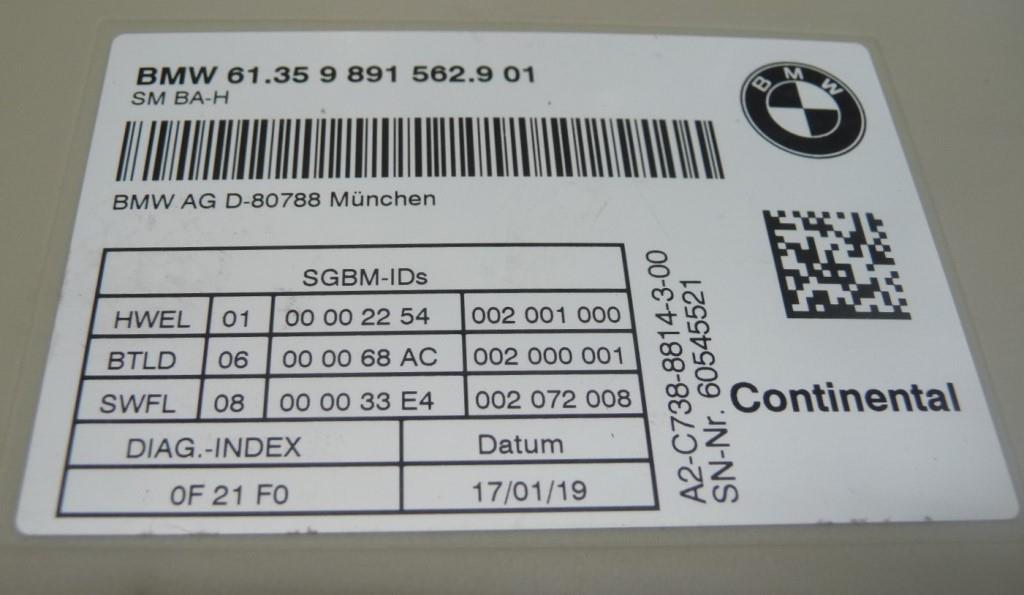 BMW 61.35 9 891 562.9 01
SM BA-H
BMW
BMW AG D-80788 München
SGBM-IDs
HWEL 01 00 00 22 54 002 001 000
BTLD 06 00 00 68 AC 002 000 001
SWFL 08 00 00 33 E4 002 072 008
DIAG.-INDEX Datum
0F 21 F0 17/01/19
A2-C738-8814-3-00
SN-Nr. 60545521
Continental